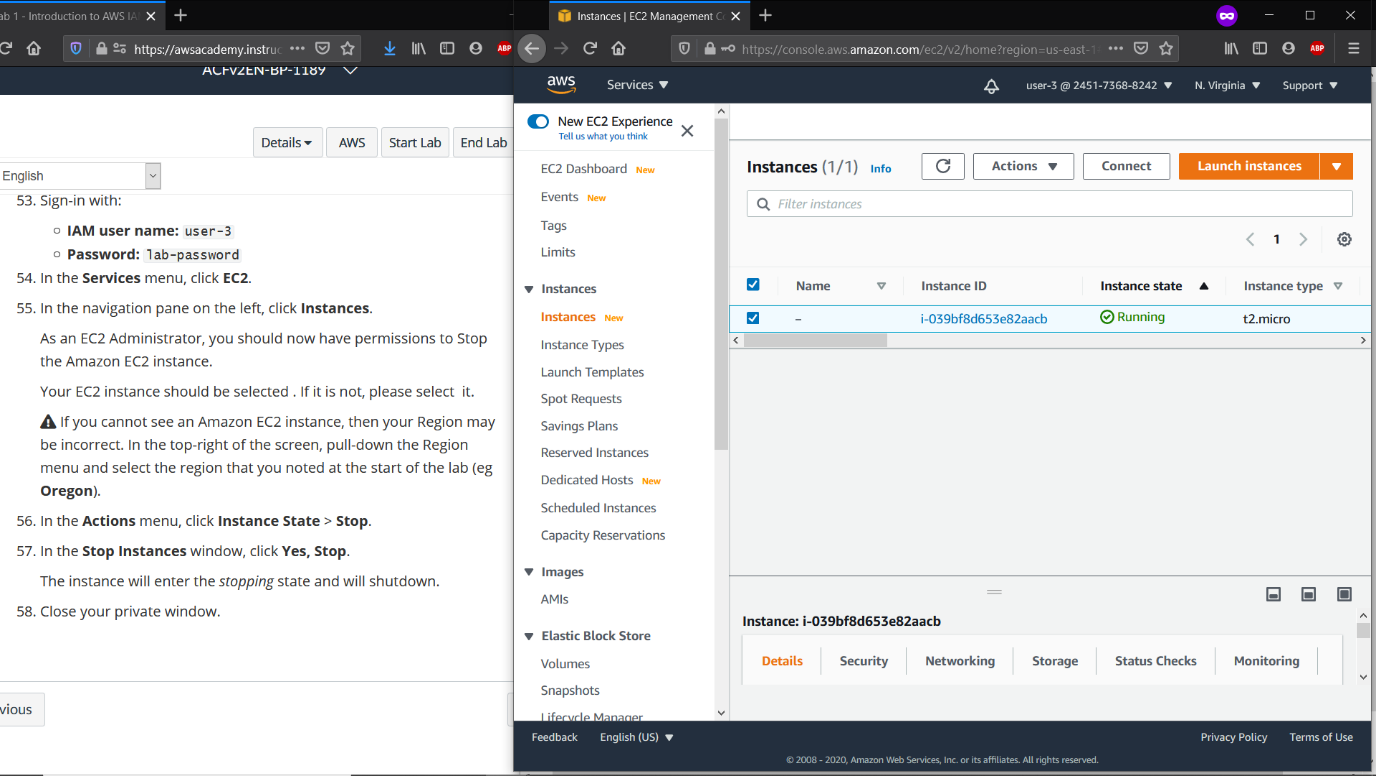 ab 1 - Introduction to AWS IA
https://awsacademy.instruc
ABP
ACFv2EN-BP-1189
Details
AWS
Start Lab
End Lab
English
53. Sign-in with:
IAM user name: user-3
Password: lab-password
54. In the Services menu, click EC2.
55. In the navigation pane on the left, click Instances.
As an EC2 Administrator, you should now have permissions to Stop
the Amazon EC2 instance.
Your EC2 instance should be selected . If it is not, please select  it.
If you cannot see an Amazon EC2 instance, then your Region may
be incorrect. In the top-right of the screen, pull-down the Region
menu and select the region that you noted at the start of the lab (eg
Oregon).
56. In the Actions menu, click Instance State > Stop.
57. In the Stop Instances window, click Yes, Stop.
The instance will enter the stopping state and will shutdown.
58. Close your private window.
vious
Instances | EC2 Management C
https://console.aws.amazon.com/ec2/v2/home?region=us-east-1
ABP
aws
Services
user-3 @ 2451-7368-8242
N. Virginia
Support
New EC2 Experience
Tell us what you think
EC2 Dashboard New
Events New
Tags
Limits
Instances
Instances New
Instance Types
Launch Templates
Spot Requests
Savings Plans
Reserved Instances
Dedicated Hosts New
Scheduled Instances
Capacity Reservations
Images
AMIs
Elastic Block Store
Volumes
Snapshots
Lifecycle Manager
Instances (1/1) Info
Actions
Connect
Launch instances
Filter instances
1
Name
Instance ID
Instance state
Instance type
–
i-039bf8d653e82aacb
Running
t2.micro
Instance: i-039bf8d653e82aacb
Details
Security
Networking
Storage
Status Checks
Monitoring
Feedback
English (US)
Privacy Policy
Terms of Use
© 2008 - 2020, Amazon Web Services, Inc. or its affiliates. All rights reserved.